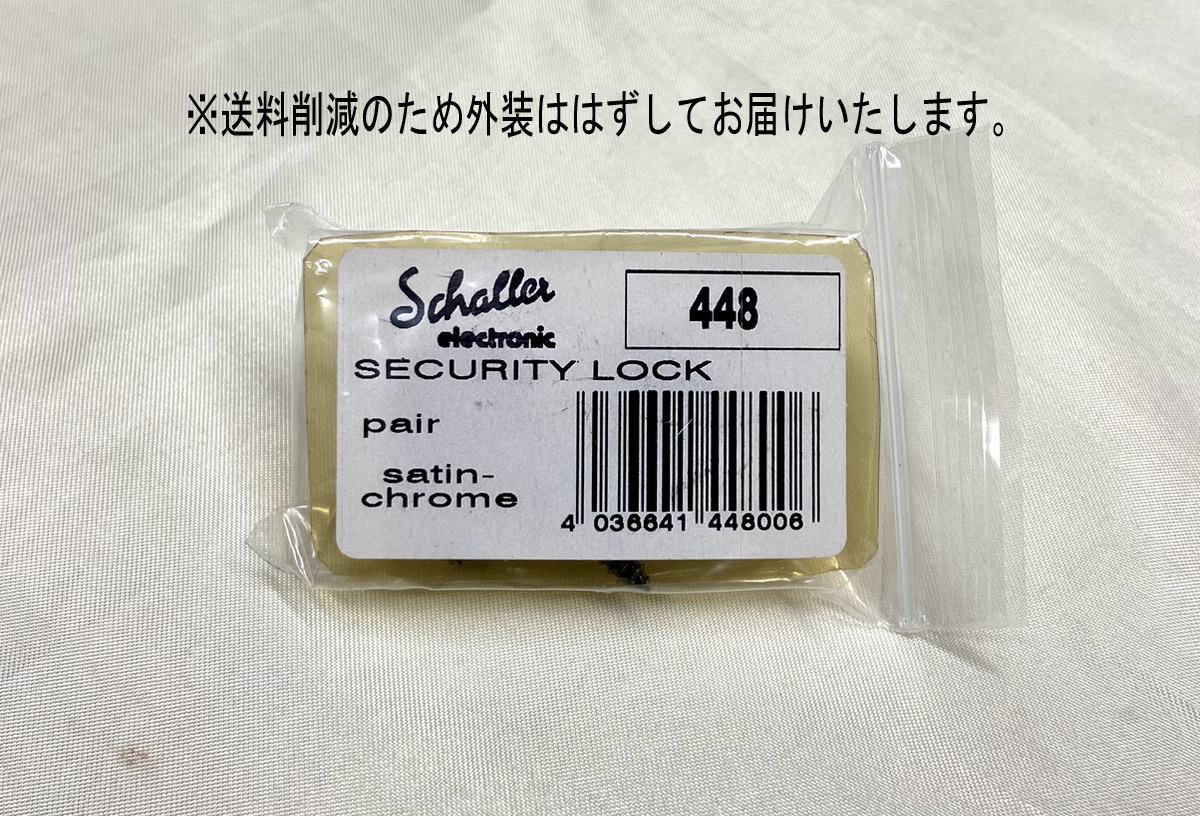 ※送料削減のため外装ははずしてお届けいたします。
Schaller
electronic
448
SECURITY LOCK
pair
satin-
chrome
4 036641 448006